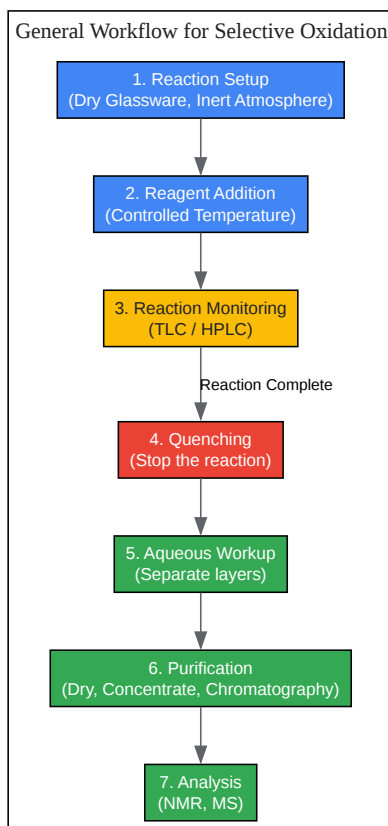 General Workflow for Selective Oxidation
1. Reaction Setup
(Dry Glassware, Inert Atmosphere)
2. Reagent Addition
(Controlled Temperature)
3. Reaction Monitoring
(TLC / HPLC)
Reaction Complete
4. Quenching
(Stop the reaction)
5. Aqueous Workup
(Separate layers)
6. Purification
(Dry, Concentrate, Chromatography)
7. Analysis
(NMR, MS)